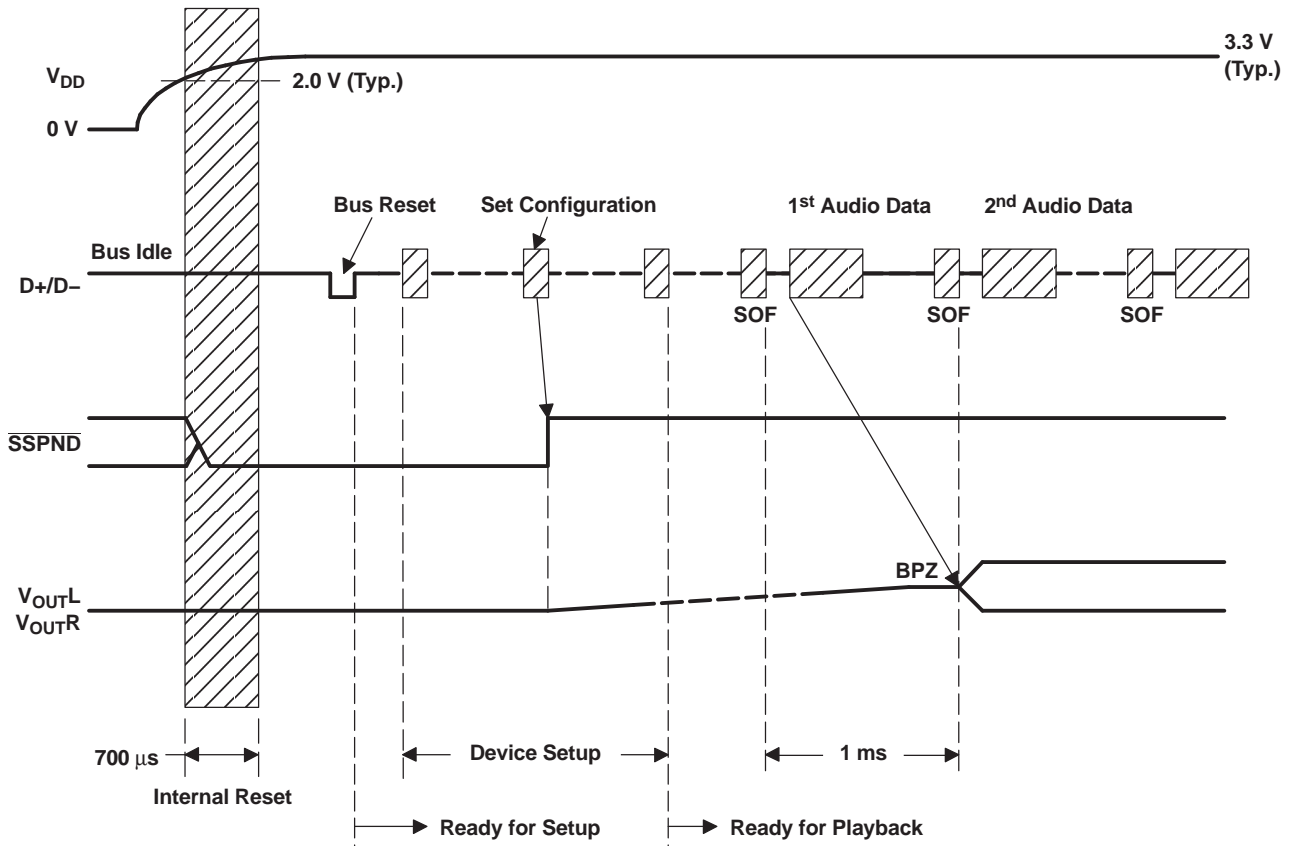 3.3 V
(Typ.)
VDD
2.0 V (Typ.)
0 V
Bus Reset
Set Configuration
1st Audio Data
2nd Audio Data
Bus Idle
D+/D–
SOF
SOF
SOF
SSPND
BPZ
VOUTL
VOUTR
700 μs
Device Setup
1 ms
Internal Reset
Ready for Setup
Ready for Playback